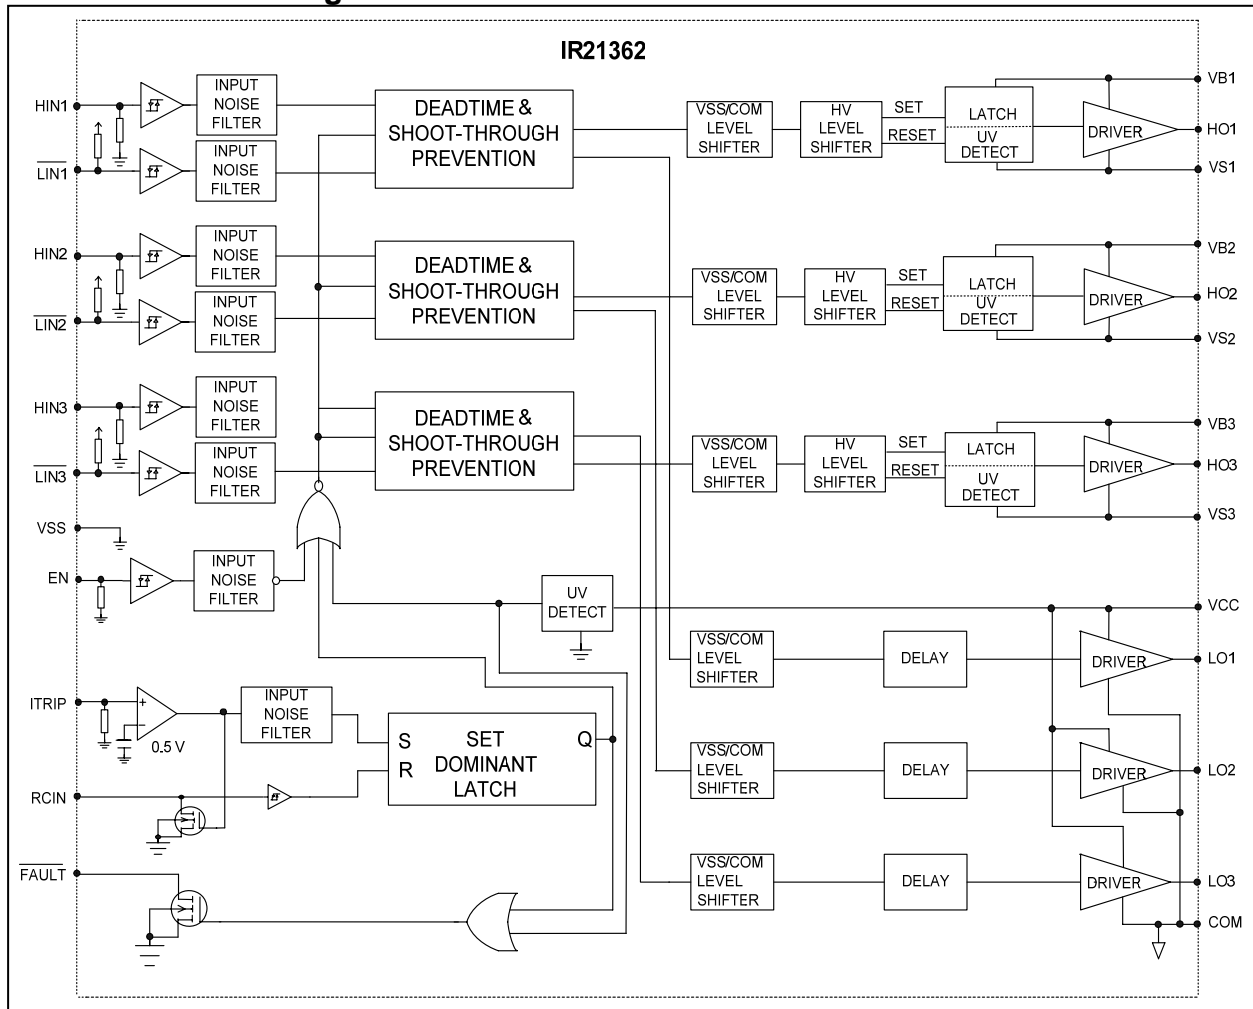 IR21362
HIN1
INPUT
NOISE
FILTER
DEADTIME &
SHOOT-THROUGH
PREVENTION
VSS/COM
LEVEL
SHIFTER
HV
LEVEL
SHIFTER
SET
RESET
LATCH
UV
DETECT
DRIVER
VB1
HO1
VS1
LIN1
INPUT
NOISE
FILTER
HIN2
INPUT
NOISE
FILTER
DEADTIME &
SHOOT-THROUGH
PREVENTION
VSS/COM
LEVEL
SHIFTER
HV
LEVEL
SHIFTER
SET
RESET
LATCH
UV
DETECT
DRIVER
VB2
HO2
VS2
LIN2
INPUT
NOISE
FILTER
HIN3
INPUT
NOISE
FILTER
DEADTIME &
SHOOT-THROUGH
PREVENTION
VSS/COM
LEVEL
SHIFTER
HV
LEVEL
SHIFTER
SET
RESET
LATCH
UV
DETECT
DRIVER
VB3
HO3
VS3
LIN3
INPUT
NOISE
FILTER
VSS
EN
INPUT
NOISE
FILTER
UV
DETECT
VCC
VSS/COM
LEVEL
SHIFTER
DELAY
DRIVER
LO1
ITRIP
+
−
0.5 V
INPUT
NOISE
FILTER
S
R
SET
DOMINANT
LATCH
Q
VSS/COM
LEVEL
SHIFTER
DELAY
DRIVER
LO2
RCIN
FAULT
VSS/COM
LEVEL
SHIFTER
DELAY
DRIVER
LO3
COM